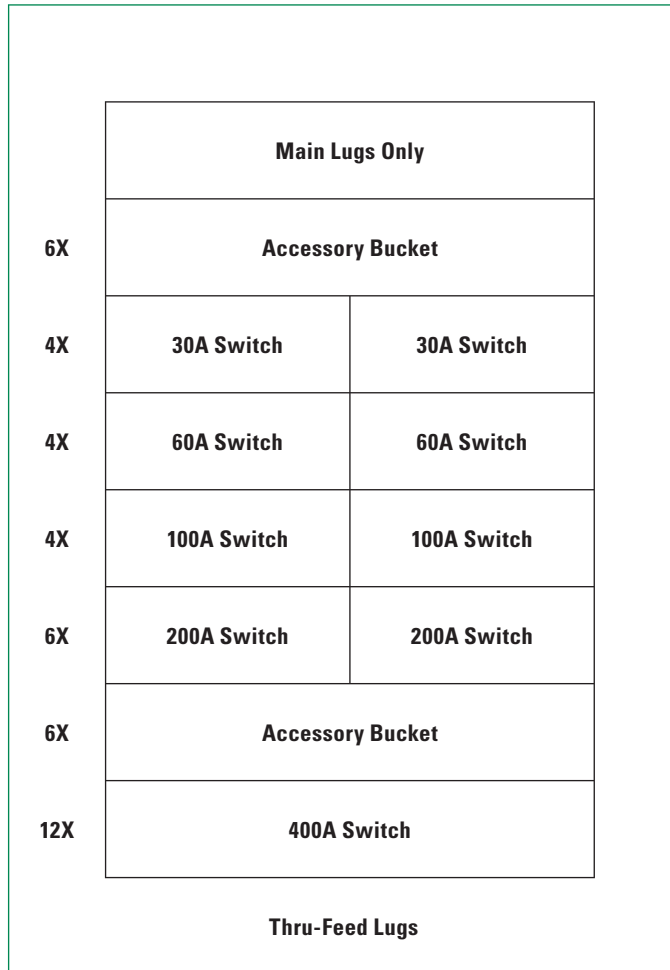 Main Lugs Only
6X Accessory Bucket
4X 30A Switch 30A Switch
4X 60A Switch 60A Switch
4X 100A Switch 100A Switch
6X 200A Switch 200A Switch
6X Accessory Bucket
12X 400A Switch
Thru-Feed Lugs